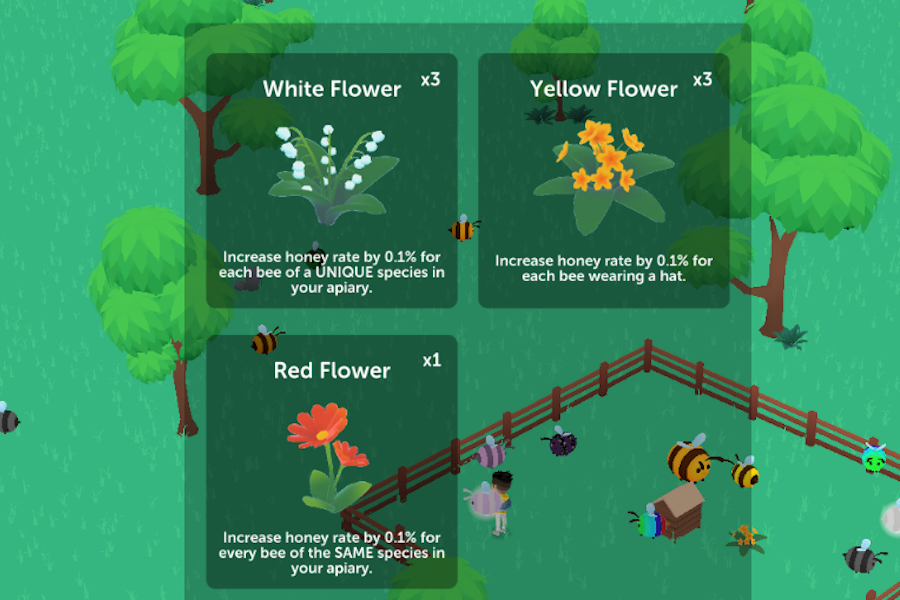 White Flower
x3
Increase honey rate by 0.1% for
each bee of a UNIQUE species in
your apiary.
Yellow Flower
x3
Increase honey rate by 0.1% for
each bee wearing a hat.
Red Flower
x1
Increase honey rate by 0.1% for
every bee of the SAME species in
your apiary.